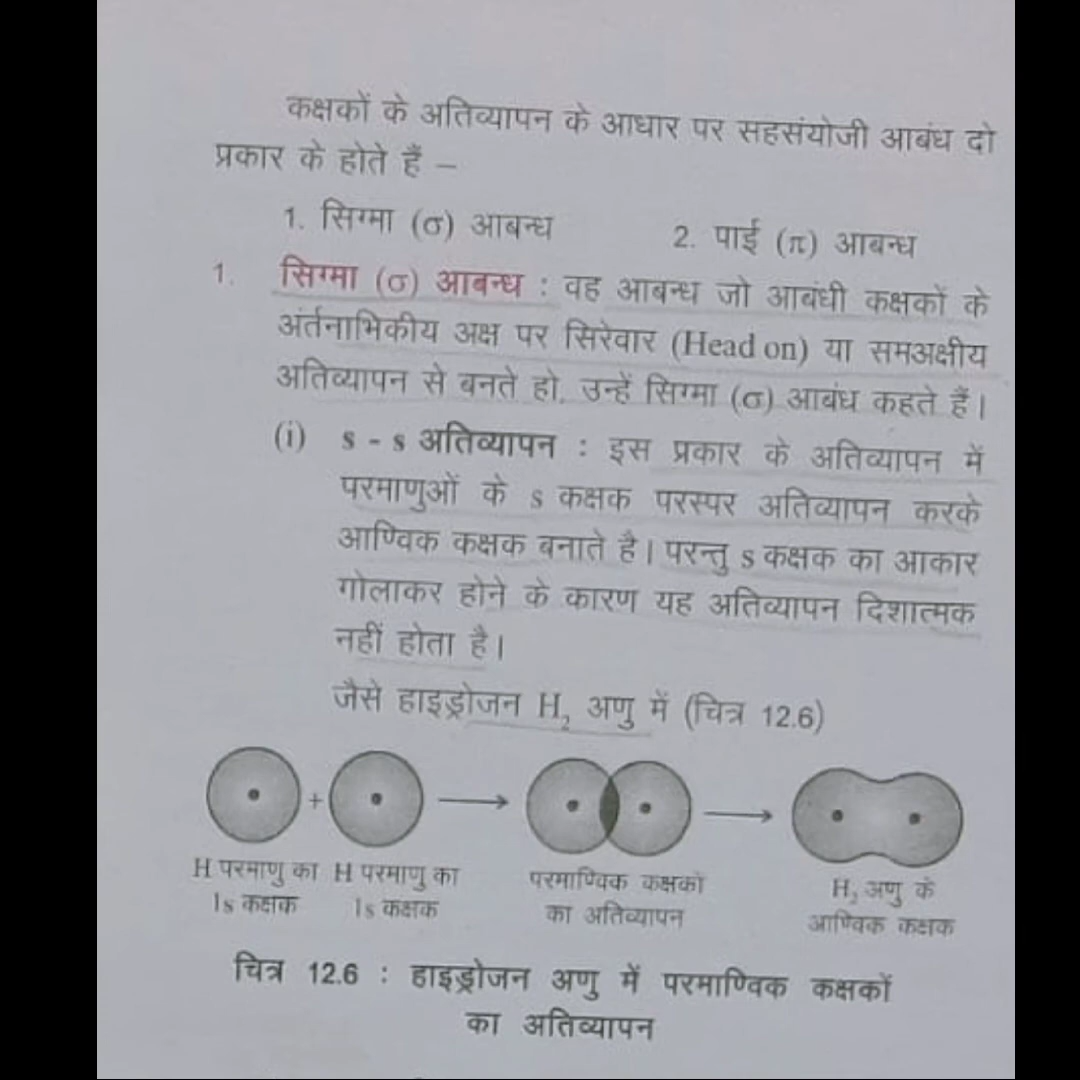 कक्षकों के अतिव्यापन के आधार पर सहसंयोजी आबंध दो
प्रकार के होते हैं –
1. सिग्मा (σ) आबन्ध 2. पाई (π) आबन्ध
1. सिग्मा (σ) आबन्ध : वह आबन्ध जो आबंधी कक्षकों के
अंर्तनाभिकीय अक्ष पर सिरेवार (Head on) या समअक्षीय
अतिव्यापन से बनते हो, उन्हें सिग्मा (σ) आबंध कहते हैं।
(i) s - s अतिव्यापन : इस प्रकार के अतिव्यापन में
परमाणुओं के s कक्षक परस्पर अतिव्यापन करके
आण्विक कक्षक बनाते है। परन्तु s कक्षक का आकार
गोलाकर होने के कारण यह अतिव्यापन दिशात्मक
नहीं होता है।
जैसे हाइड्रोजन H₂ अणु में (चित्र 12.6)
+
H परमाणु का H परमाणु का परमाण्विक कक्षकों H₂ अणु के
1s कक्षक 1s कक्षक का अतिव्यापन आण्विक कक्षक
चित्र 12.6 : हाइड्रोजन अणु में परमाण्विक कक्षकों
का अतिव्यापन